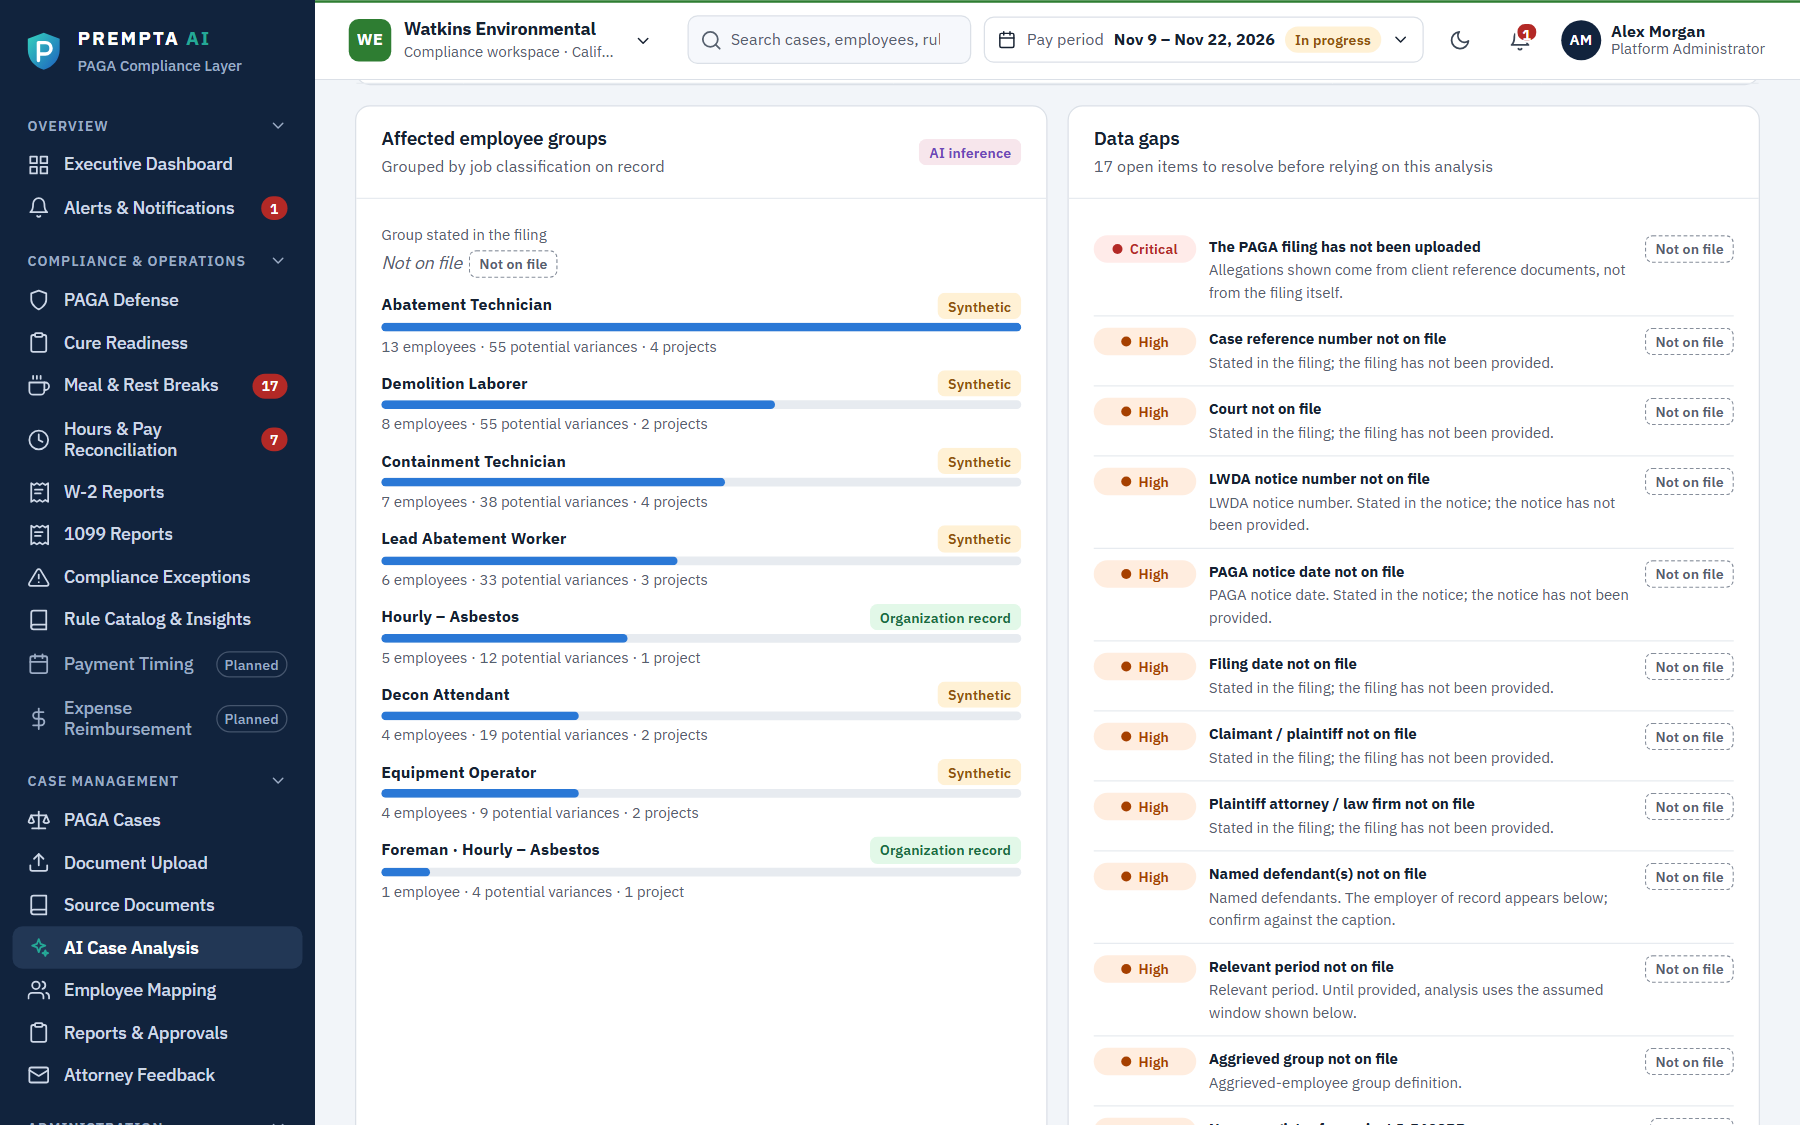 PREMPTA AI
PAGA Compliance Layer
OVERVIEW
Executive Dashboard
Alerts & Notifications
1
COMPLIANCE & OPERATIONS
PAGA Defense
Cure Readiness
Meal & Rest Breaks
17
Hours & Pay
Reconciliation
7
W-2 Reports
1099 Reports
Compliance Exceptions
Rule Catalog & Insights
Payment Timing
Planned
Expense
Reimbursement
Planned
CASE MANAGEMENT
PAGA Cases
Document Upload
Source Documents
AI Case Analysis
Employee Mapping
Reports & Approvals
Attorney Feedback
WE
Watkins Environmental
Compliance workspace · Calif...
Search cases, employees, rul
Pay period Nov 9 – Nov 22, 2026 In progress
1
AM
Alex Morgan
Platform Administrator
Affected employee groups
Grouped by job classification on record
AI inference
Group stated in the filing
Not on file Not on file
Abatement Technician
Synthetic
13 employees · 55 potential variances · 4 projects
Demolition Laborer
Synthetic
8 employees · 55 potential variances · 2 projects
Containment Technician
Synthetic
7 employees · 38 potential variances · 4 projects
Lead Abatement Worker
Synthetic
6 employees · 33 potential variances · 3 projects
Hourly – Asbestos
Organization record
5 employees · 12 potential variances · 1 project
Decon Attendant
Synthetic
4 employees · 19 potential variances · 2 projects
Equipment Operator
Synthetic
4 employees · 9 potential variances · 2 projects
Foreman · Hourly – Asbestos
Organization record
1 employee · 4 potential variances · 1 project
Data gaps
17 open items to resolve before relying on this analysis
Critical
The PAGA filing has not been uploaded
Not on file
Allegations shown come from client reference documents, not
from the filing itself.
High
Case reference number not on file
Not on file
Stated in the filing; the filing has not been provided.
High
Court not on file
Not on file
Stated in the filing; the filing has not been provided.
High
LWDA notice number not on file
Not on file
LWDA notice number. Stated in the notice; the notice has not
been provided.
High
PAGA notice date not on file
Not on file
PAGA notice date. Stated in the notice; the notice has not been
provided.
High
Filing date not on file
Not on file
Stated in the filing; the filing has not been provided.
High
Claimant / plaintiff not on file
Not on file
Stated in the filing; the filing has not been provided.
High
Plaintiff attorney / law firm not on file
Not on file
Stated in the filing; the filing has not been provided.
High
Named defendant(s) not on file
Not on file
Named defendants. The employer of record appears below;
confirm against the caption.
High
Relevant period not on file
Not on file
Relevant period. Until provided, analysis uses the assumed
window shown below.
High
Aggrieved group not on file
Not on file
Aggrieved-employee group definition.